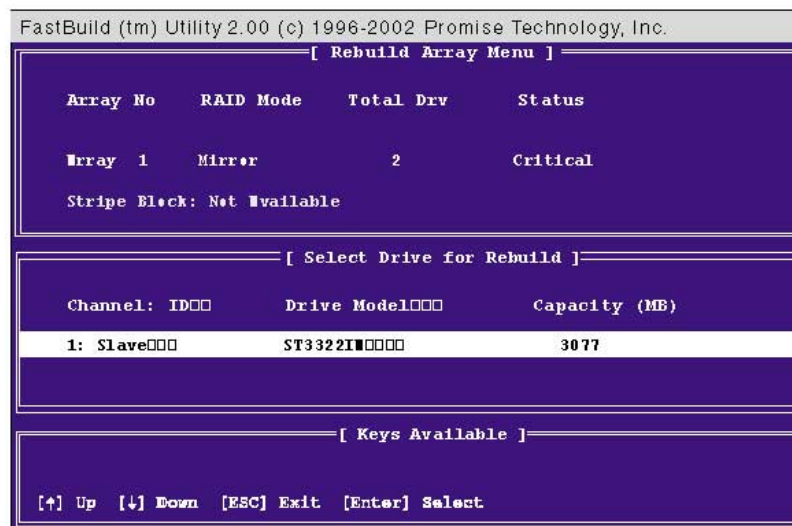 FastBuild (tm) Utility 2.00 (c) 1996-2002 Promise Technology, Inc.
[ Rebuild Array Menu ]
Array No RAID Mode Total Drv Status
Array 1 Mirror 2 Critical
Stripe Block: Not Available
[ Select Drive for Rebuild ]
Channel: ID□□ Drive Model□□□ Capacity (MB)
1: Slave□□□ ST3322IA□□□□ 3077
[ Keys Available ]
[↑] Up [↓] Down [ESC] Exit [Enter] Select